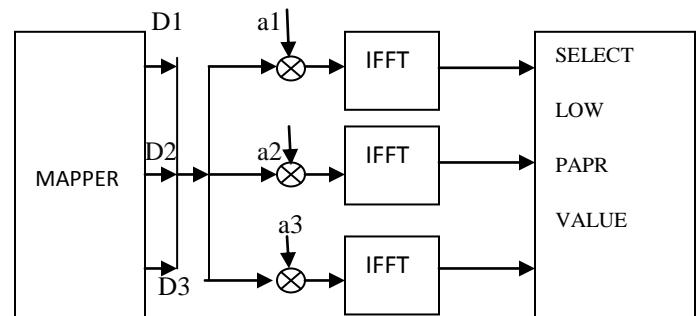 D1
a1
IFFT
SELECT
LOW
D2
a2
IFFT
MAPPER
PAPR
VALUE
a3
D3
IFFT